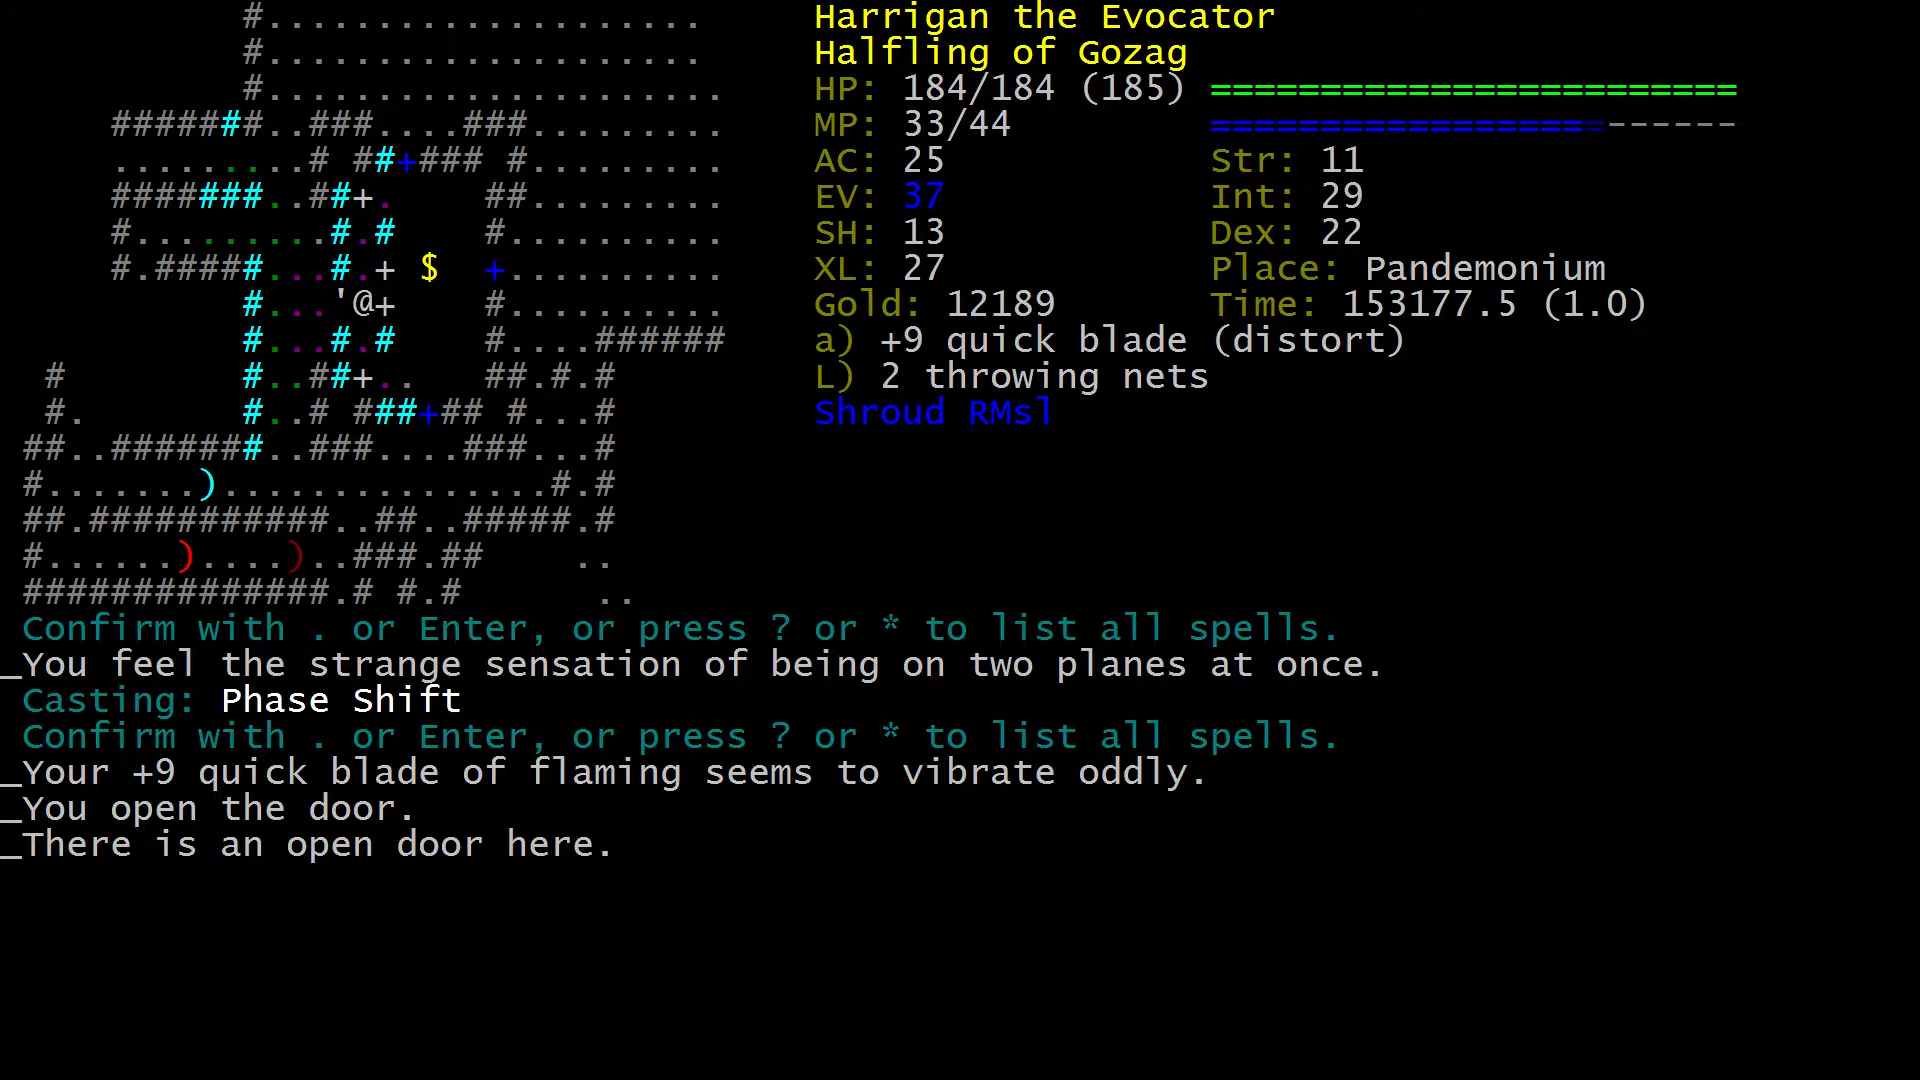 Harrigan the Evocator
Halfling of Gozag
HP: 184/184 (185)
MP: 33/44
AC: 25 Str: 11
EV: 37 Int: 29
SH: 13 Dex: 22
XL: 27 Place: Pandemonium
Gold: 12189 Time: 153177.5 (1.0)
a) +9 quick blade (distort)
L) 2 throwing nets
Shroud RMsl
Confirm with . or Enter, or press ? or * to list all spells.
_You feel the strange sensation of being on two planes at once.
Casting: Phase Shift
Confirm with . or Enter, or press ? or * to list all spells.
_Your +9 quick blade of flaming seems to vibrate oddly.
_You open the door.
_There is an open door here.